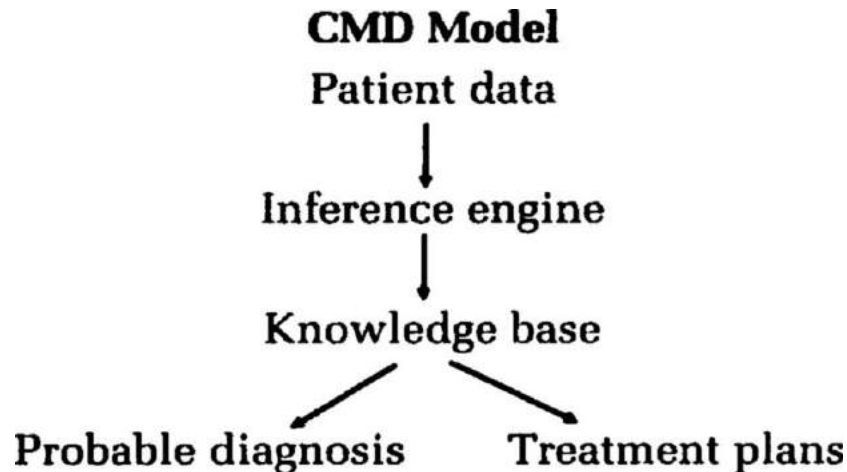 CMD Model
Patient data
Inference engine
Knowledge base
Probable diagnosis
Treatment plans